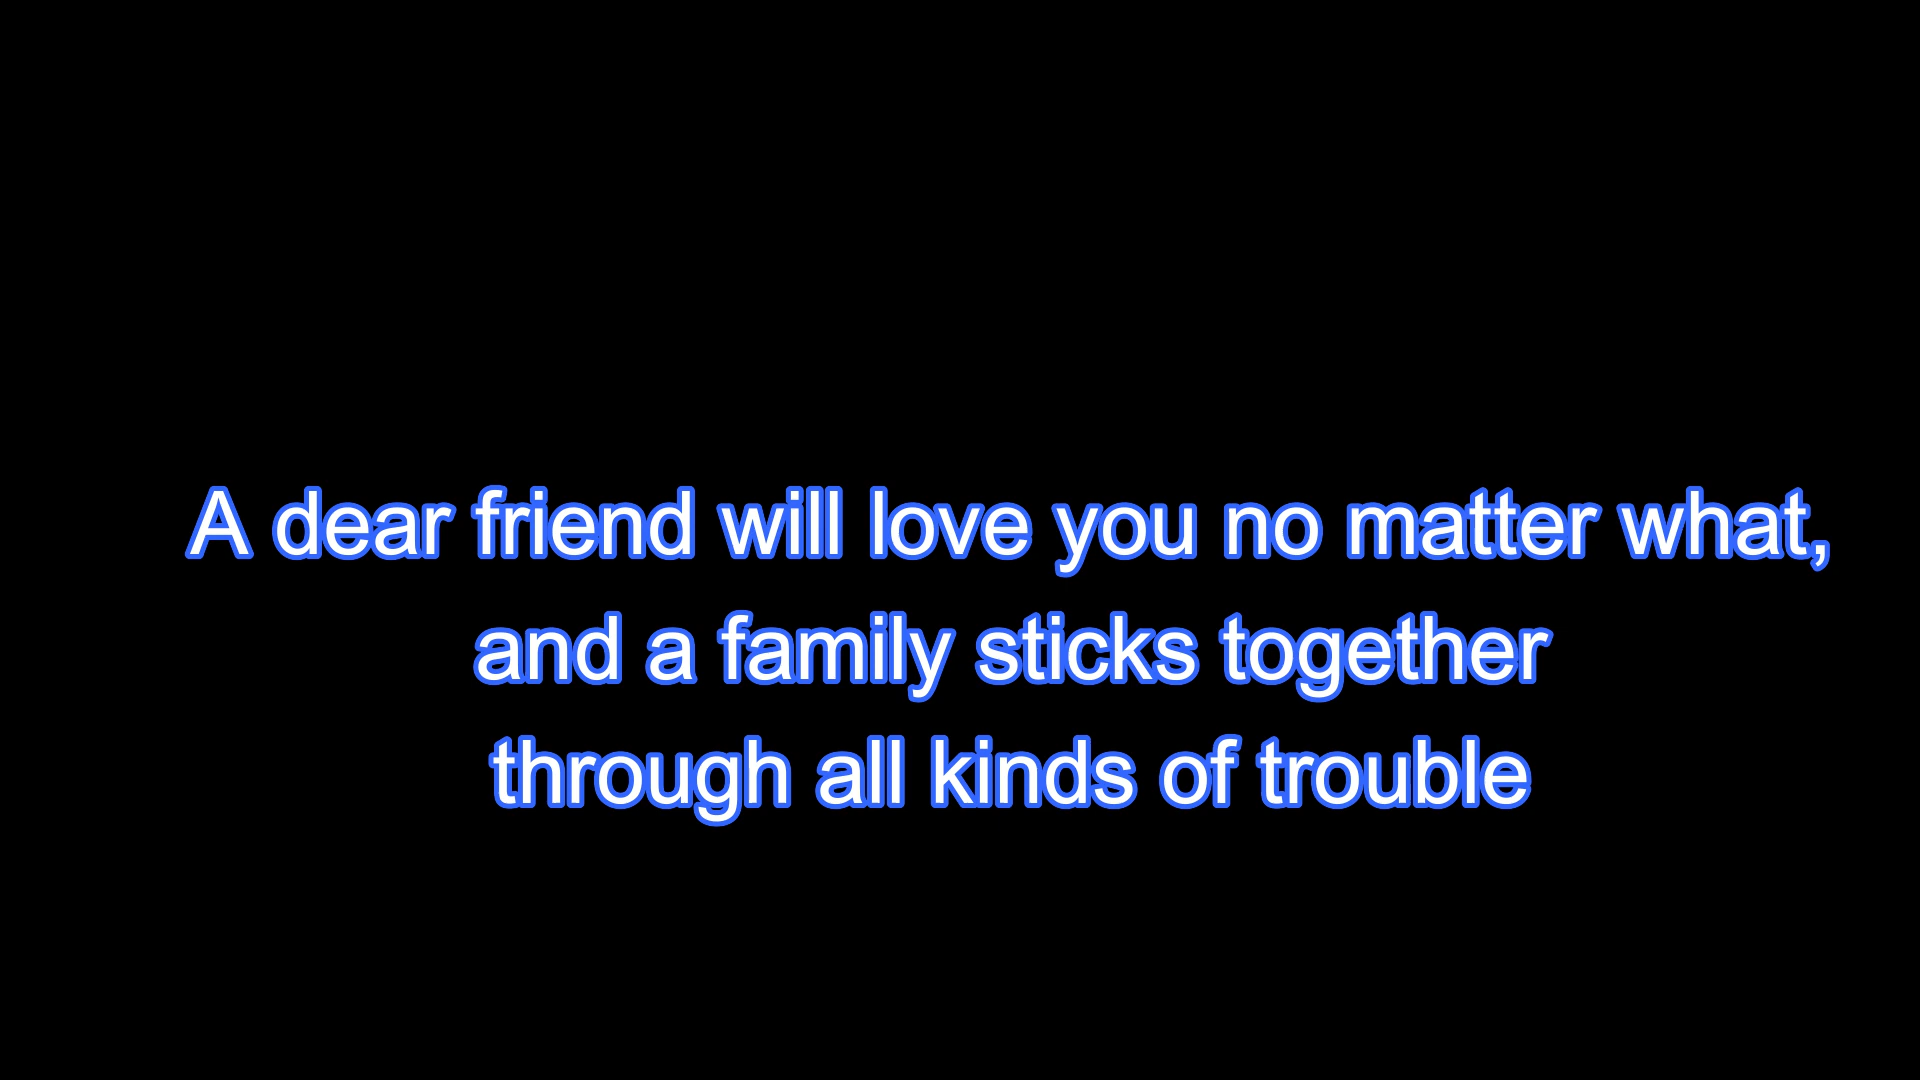 A dear friend will love you no matter what,
and a family sticks together
through all kinds of trouble